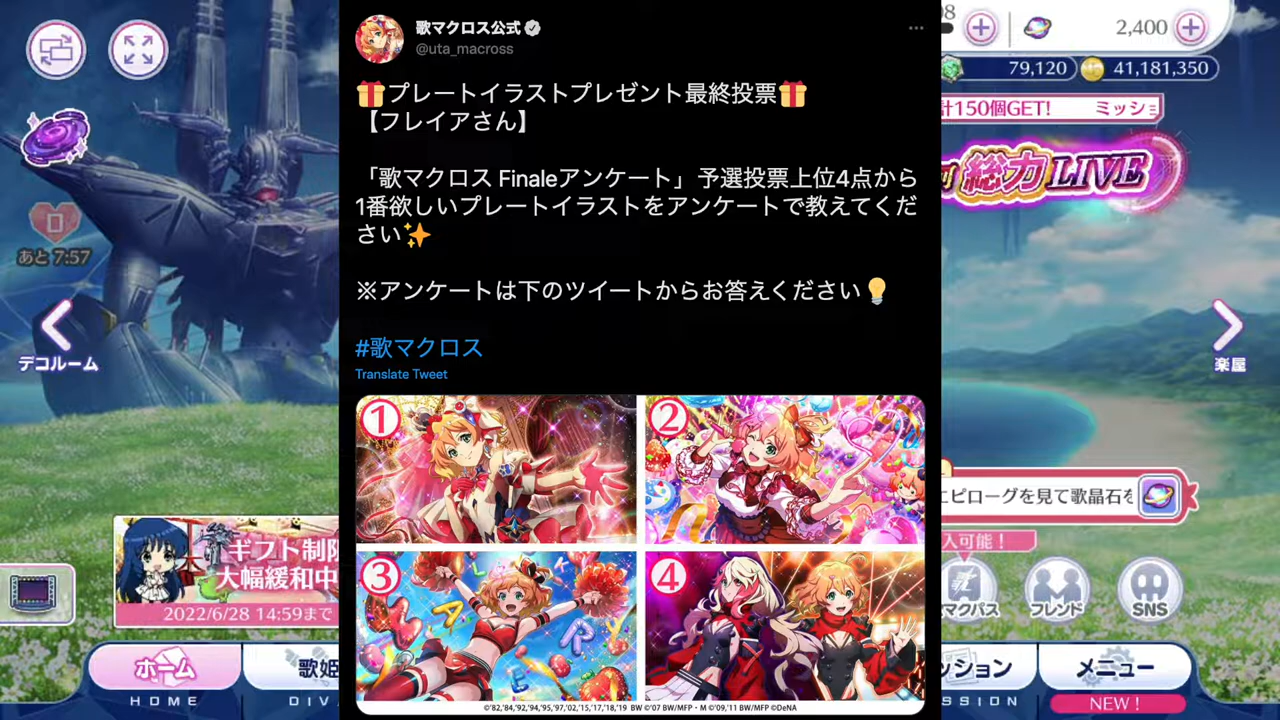 歌マクロス公式
@uta_macross
🎁プレートイラストプレゼント最終投票🎁
【フレイアさん】
「歌マクロス Finaleアンケート」予選投票上位4点から
1番欲しいプレートイラストをアンケートで教えてくだ
さい✨
※アンケートは下のツイートからお答えください💡
#歌マクロス
Translate Tweet
①
②
③
④
©'82,'84,'92,'94,'95,'97,'02,'15,'17,'18,'19 BW ©'07 BW/MFP・M ©'09,'11 BW/MFP ©DeNA
あと 7:57
デコルーム
ギフト制限
大幅緩和中
2022/6/28 14:59まで
ホーム
HOME
歌姫
DIV
2,400
79,120
41,181,350
計150個GET!
ミッショ
総力LIVE
楽屋
エピローグを見て歌晶石を
入可能！
マクパス
フレンド
SNS
SNS
ッション
SSION
メニュー
NEW !